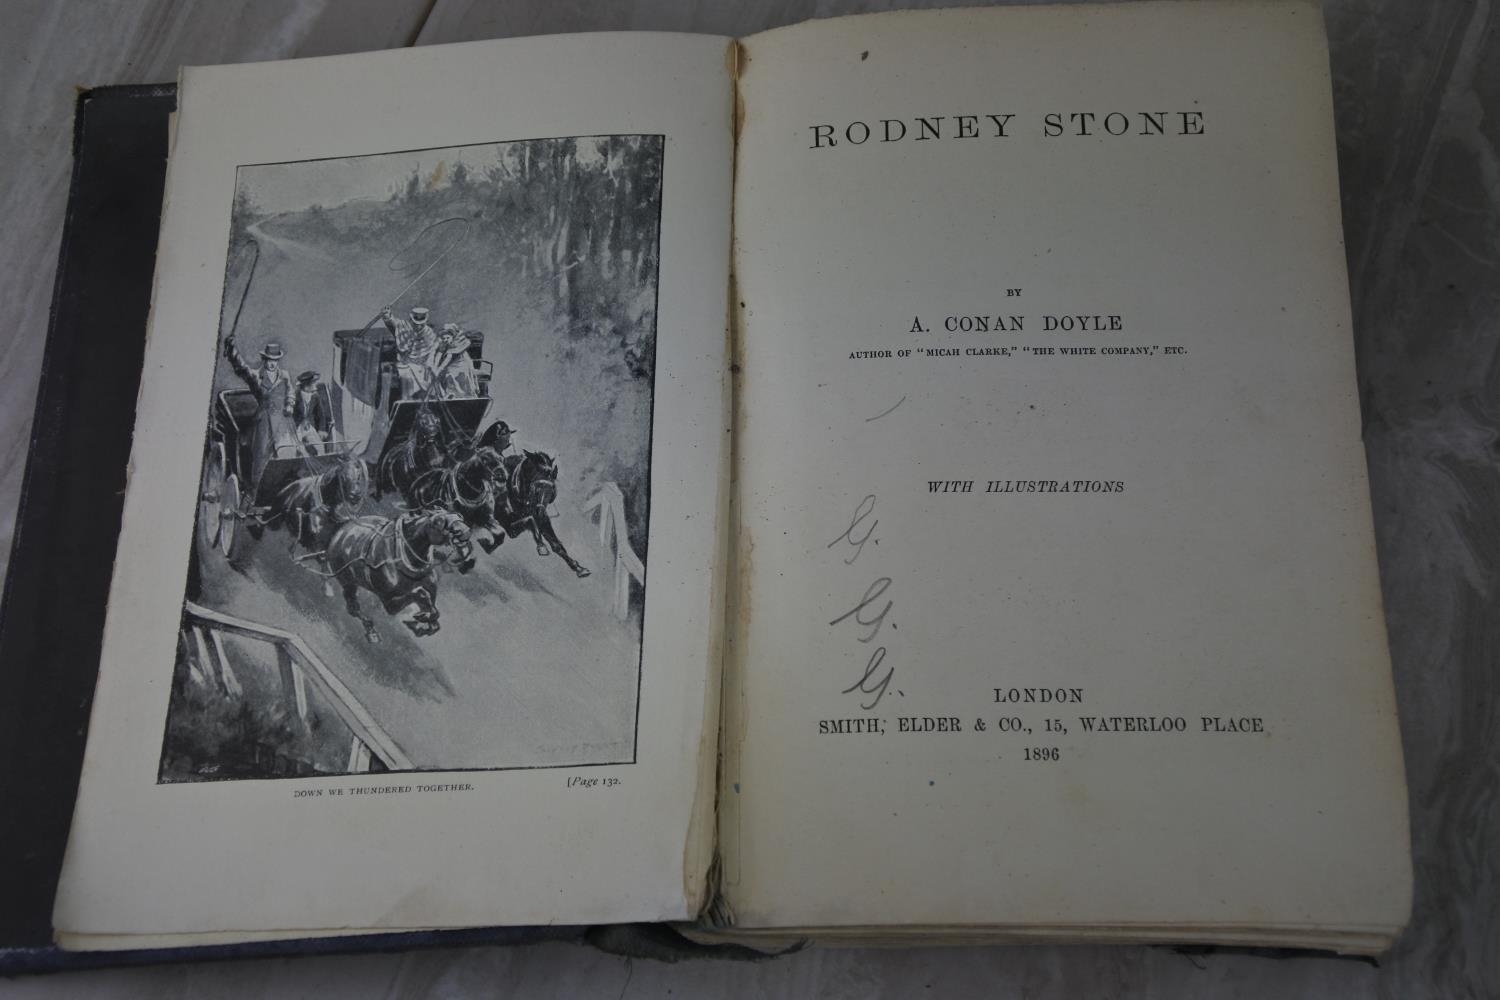 DOWN WE THUNDERED TOGETHER.
[Page 132.
RODNEY STONE
BY
A. CONAN DOYLE
AUTHOR OF "MICAH CLARKE," "THE WHITE COMPANY," ETC.
WITH ILLUSTRATIONS
G.
G.
G.
LONDON
SMITH, ELDER & CO., 15, WATERLOO PLACE
1896